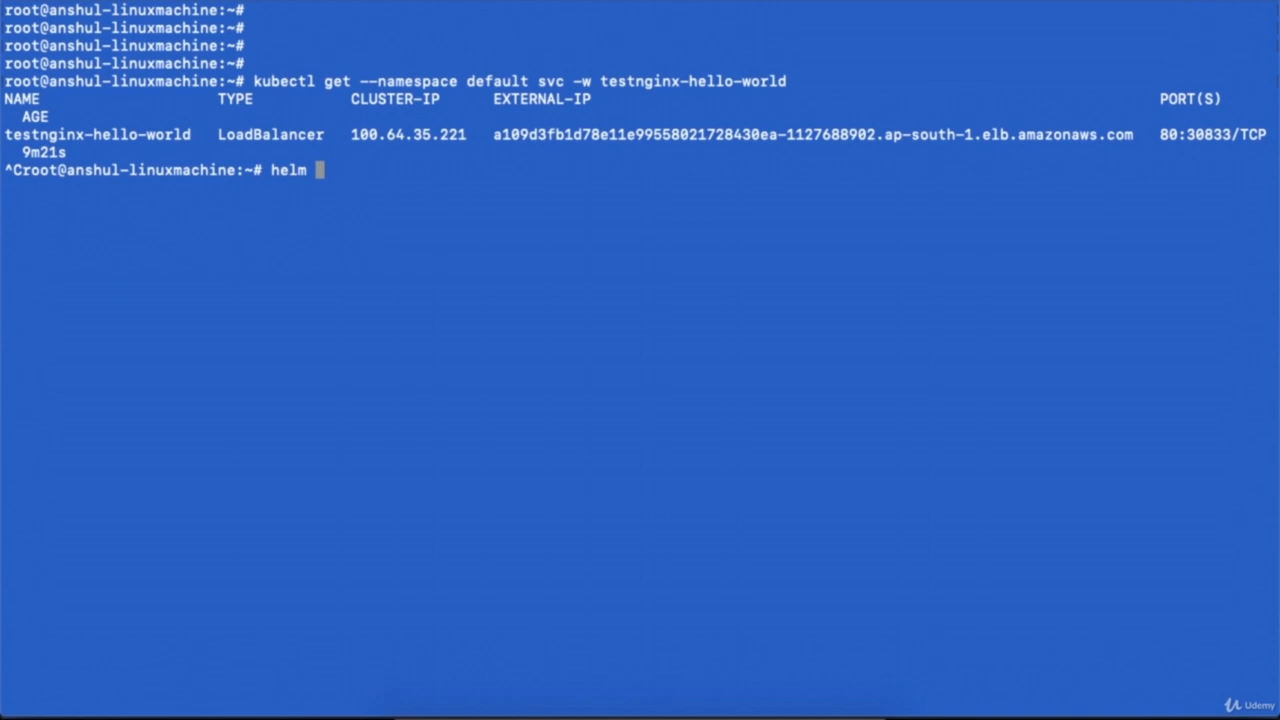 root@anshul-linuxmachine:~#
root@anshul-linuxmachine:~#
root@anshul-linuxmachine:~#
root@anshul-linuxmachine:~#
root@anshul-linuxmachine:~# kubectl get --namespace default svc -w testnginx-hello-world
NAME TYPE CLUSTER-IP EXTERNAL-IP PORT(S)
AGE
testnginx-hello-world LoadBalancer 100.64.35.221 a109d3fb1d78e11e99558021728430ea-1127688902.ap-south-1.elb.amazonaws.com 80:30833/TCP
9m21s
^Croot@anshul-linuxmachine:~# helm
Udemy